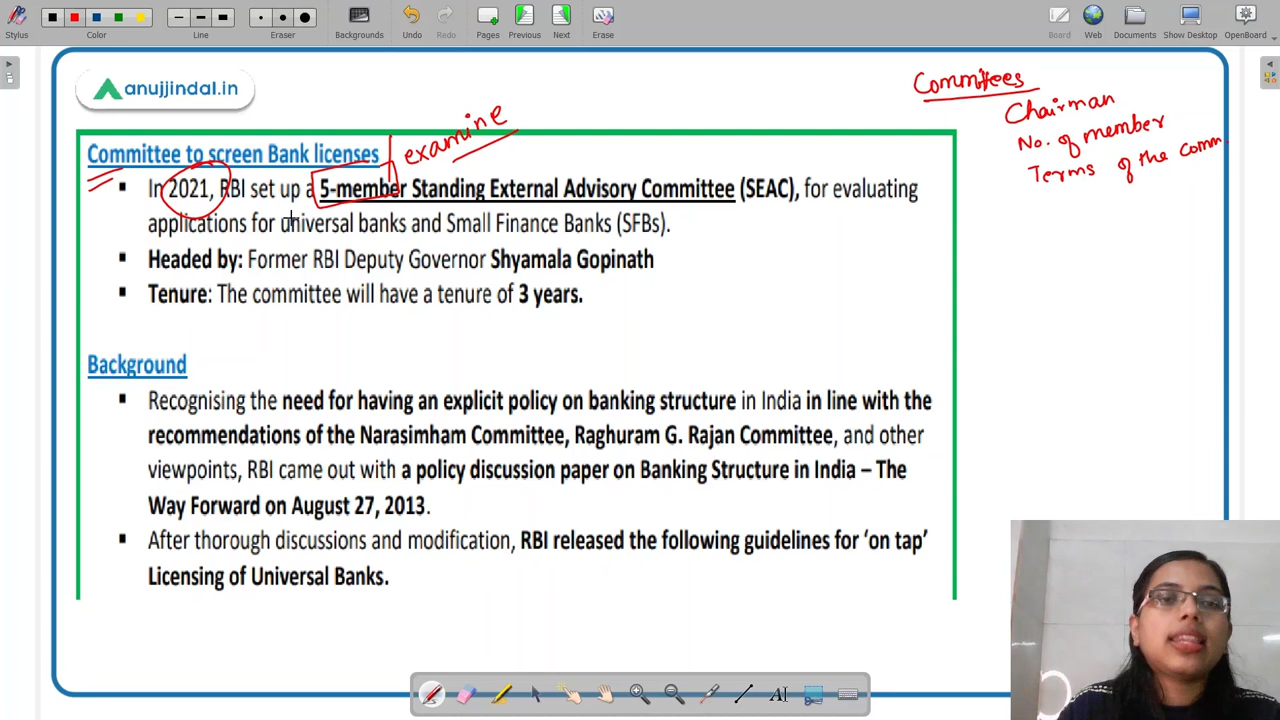 Stylus
Color
Line
Eraser
Backgrounds
Undo
Redo
Pages
Previous
Next
Erase
Board
Web
Documents
Show Desktop
OpenBoard
anujjindal.in
Committees
Chairman
No. of member
Terms of the comm.
examine
Committee to screen Bank licenses
In 2021, RBI set up a 5-member Standing External Advisory Committee (SEAC), for evaluating
applications for universal banks and Small Finance Banks (SFBs).
Headed by: Former RBI Deputy Governor Shyamala Gopinath
Tenure: The committee will have a tenure of 3 years.
Background
Recognising the need for having an explicit policy on banking structure in India in line with the
recommendations of the Narasimham Committee, Raghuram G. Rajan Committee, and other
viewpoints, RBI came out with a policy discussion paper on Banking Structure in India – The
Way Forward on August 27, 2013.
After thorough discussions and modification, RBI released the following guidelines for ‘on tap’
Licensing of Universal Banks.